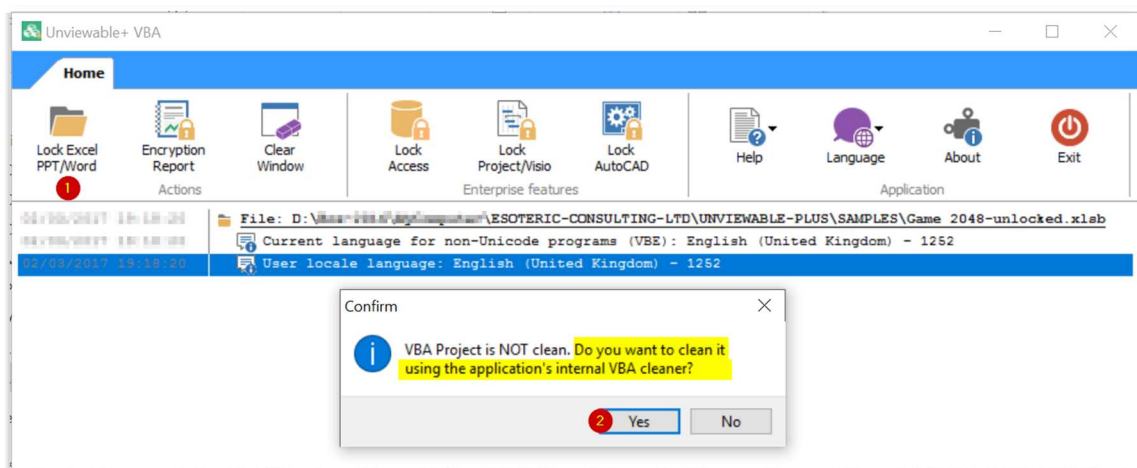 Unviewable+ VBA
Home
Lock Excel
PPT/Word
Encryption
Report
Clear
Window
Lock
Access
Lock
Project/Visio
Lock
AutoCAD
Help
Language
About
Exit
1
Actions
Enterprise features
Application
File: D:\ \ESOTERIC-CONSULTING-LTD\UNVIEWABLE-PLUS\SAMPLES\Game 2048-unlocked.xlsb
Current language for non-Unicode programs (VBE): English (United Kingdom) - 1252
02/03/2017 19:18:20 User locale language: English (United Kingdom) - 1252
Confirm
VBA Project is NOT clean. Do you want to clean it
using the application's internal VBA cleaner?
2 Yes No